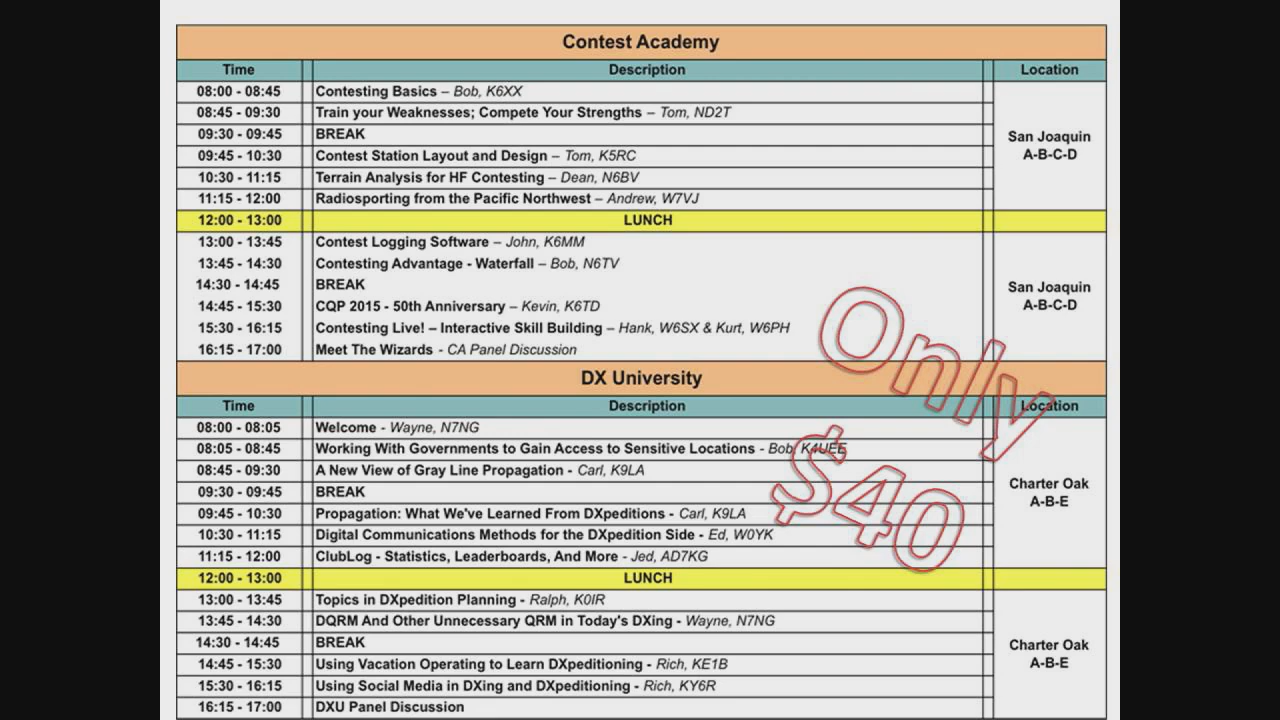 Contest Academy
Time Description Location
08:00 - 08:45 Contesting Basics – Bob, K6XX
08:45 - 09:30 Train your Weaknesses; Compete Your Strengths – Tom, ND2T
09:30 - 09:45 BREAK
San Joaquin
A-B-C-D
09:45 - 10:30 Contest Station Layout and Design – Tom, K5RC
10:30 - 11:15 Terrain Analysis for HF Contesting – Dean, N6BV
11:15 - 12:00 Radiosporting from the Pacific Northwest – Andrew, W7VJ
12:00 - 13:00 LUNCH
13:00 - 13:45 Contest Logging Software – John, K6MM
13:45 - 14:30 Contesting Advantage - Waterfall – Bob, N6TV
14:30 - 14:45 BREAK
San Joaquin
A-B-C-D
14:45 - 15:30 CQP 2015 - 50th Anniversary – Kevin, K6TD
15:30 - 16:15 Contesting Live! – Interactive Skill Building – Hank, W6SX & Kurt, W6PH
16:15 - 17:00 Meet The Wizards - CA Panel Discussion
Only
$40
DX University
Time Description Location
08:00 - 08:05 Welcome - Wayne, N7NG
08:05 - 08:45 Working With Governments to Gain Access to Sensitive Locations - Bob, K4UEE
08:45 - 09:30 A New View of Gray Line Propagation - Carl, K9LA
09:30 - 09:45 BREAK
Charter Oak
A-B-E
09:45 - 10:30 Propagation: What We've Learned From DXpeditions - Carl, K9LA
10:30 - 11:15 Digital Communications Methods for the DXpedition Side - Ed, W0YK
11:15 - 12:00 ClubLog - Statistics, Leaderboards, And More - Jed, AD7KG
12:00 - 13:00 LUNCH
13:00 - 13:45 Topics in DXpedition Planning - Ralph, K0IR
13:45 - 14:30 DQRM And Other Unnecessary QRM in Today's DXing - Wayne, N7NG
14:30 - 14:45 BREAK
Charter Oak
A-B-E
14:45 - 15:30 Using Vacation Operating to Learn DXpeditioning - Rich, KE1B
15:30 - 16:15 Using Social Media in DXing and DXpeditioning - Rich, KY6R
16:15 - 17:00 DXU Panel Discussion